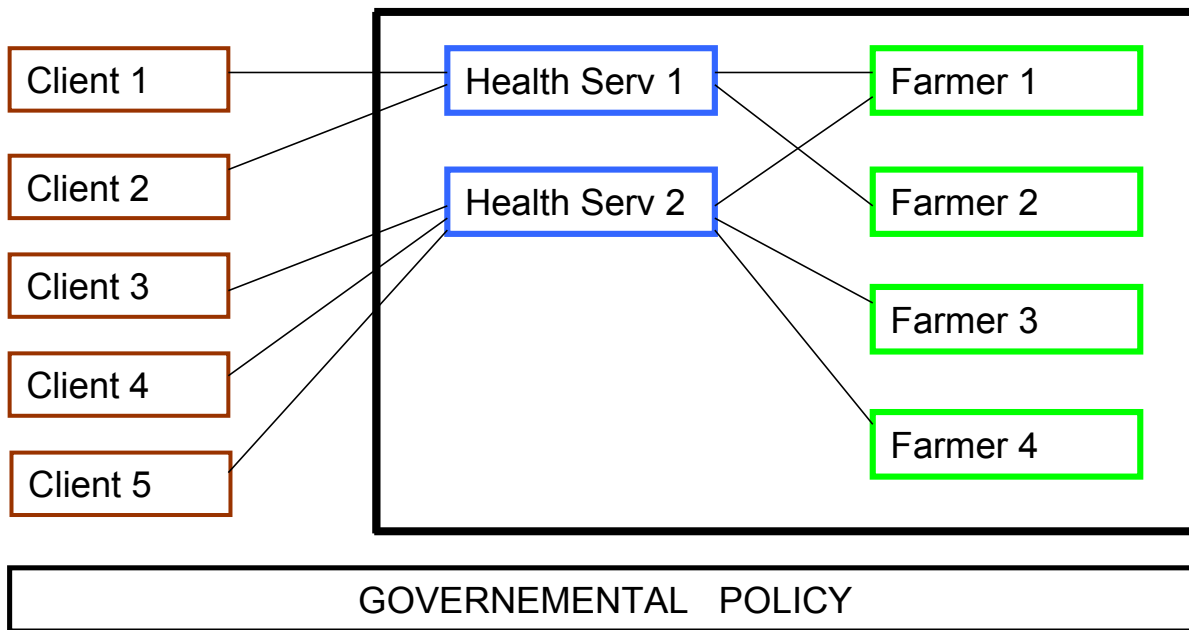 Client 1
Client 2
Client 3
Client 4
Client 5
Health Serv 1
Health Serv 2
Farmer 1
Farmer 2
Farmer 3
Farmer 4
GOVERNEMENTAL POLICY